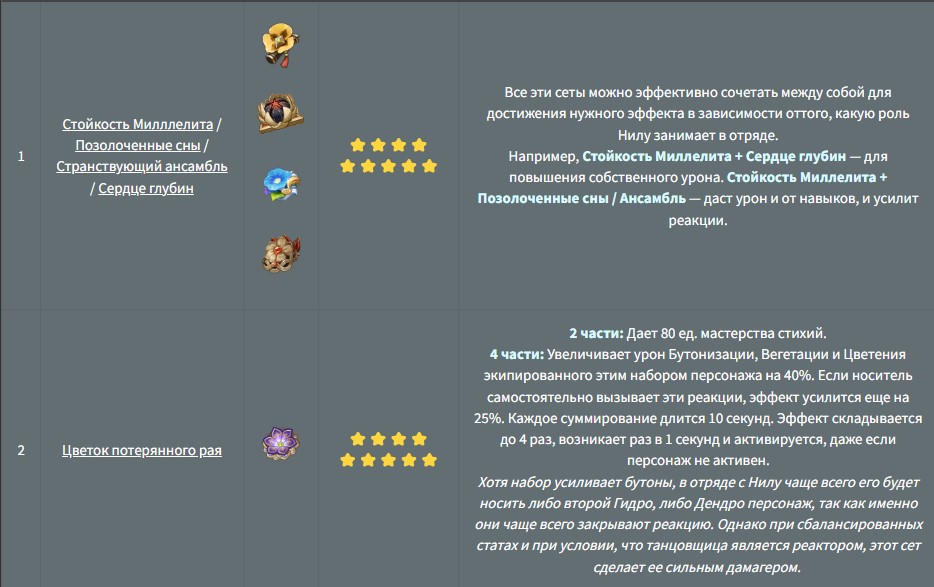 1
Стойкость Милллелита /
Позолоченные сны /
Странствующий ансамбль
/ Сердце глубин
Все эти сеты можно эффективно сочетать между собой для
достижения нужного эффекта в зависимости оттого, какую роль
Нилу занимает в отряде.
Например, Стойкость Миллелита + Сердце глубин — для
повышения собственного урона. Стойкость Миллелита +
Позолоченные сны / Ансамбль — даст урон и от навыков, и усилит
реакции.
2
Цветок потерянного рая
2 части: Дает 80 ед. мастерства стихий.
4 части: Увеличивает урон Бутонизации, Вегетации и Цветения
экипированного этим набором персонажа на 40%. Если носитель
самостоятельно вызывает эти реакции, эффект усилится еще на
25%. Каждое суммирование длится 10 секунд. Эффект складывается
до 4 раз, возникает раз в 1 секунд и активируется, даже если
персонаж не активен.
Хотя набор усиливает бутоны, в отряде с Нилу чаще всего его будет
носить либо второй Гидро, либо Дендро персонаж, так как именно
они чаще всего закрывают реакцию. Однако при сбалансированных
статах и при условии, что танцовщица является реактором, этот сет
сделает ее сильным дамагером.